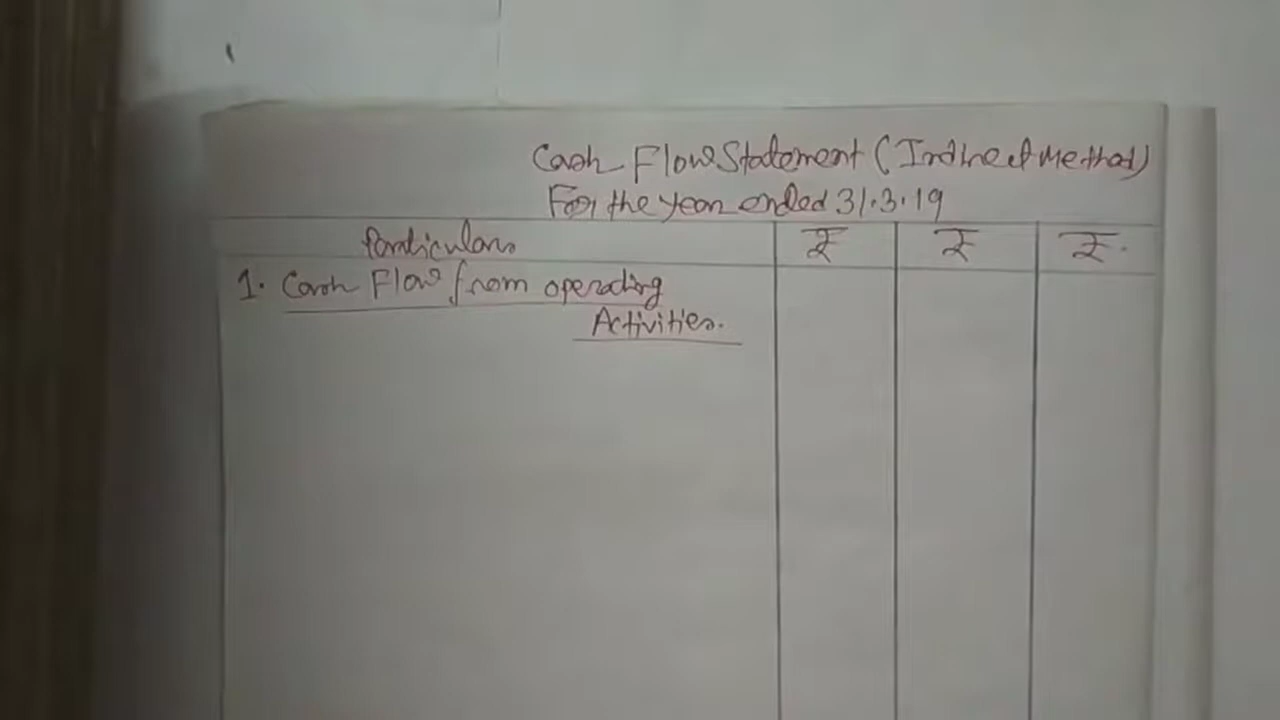 Cash Flow Statement (Indirect Method)
For the year ended 31.3.19
Particulars ₹ ₹ ₹
1. Cash Flow from operating
Activities.